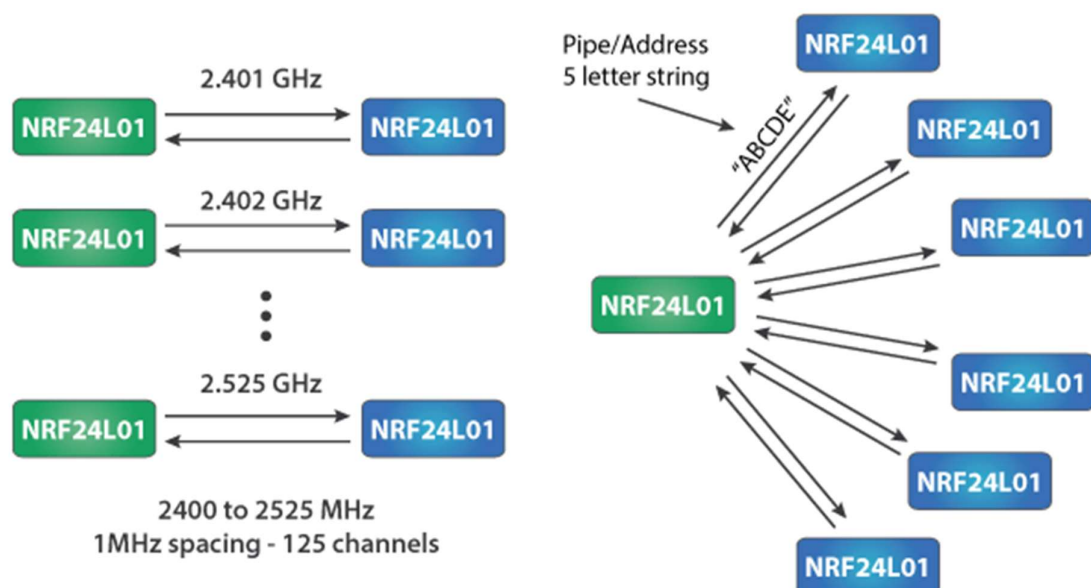 2.401 GHz
NRF24L01
NRF24L01
2.402 GHz
NRF24L01
NRF24L01
2.525 GHz
NRF24L01
NRF24L01
2400 to 2525 MHz
1MHz spacing - 125 channels
Pipe/Address
5 letter string
"ABCDE"
NRF24L01
NRF24L01
NRF24L01
NRF24L01
NRF24L01
NRF24L01
NRF24L01